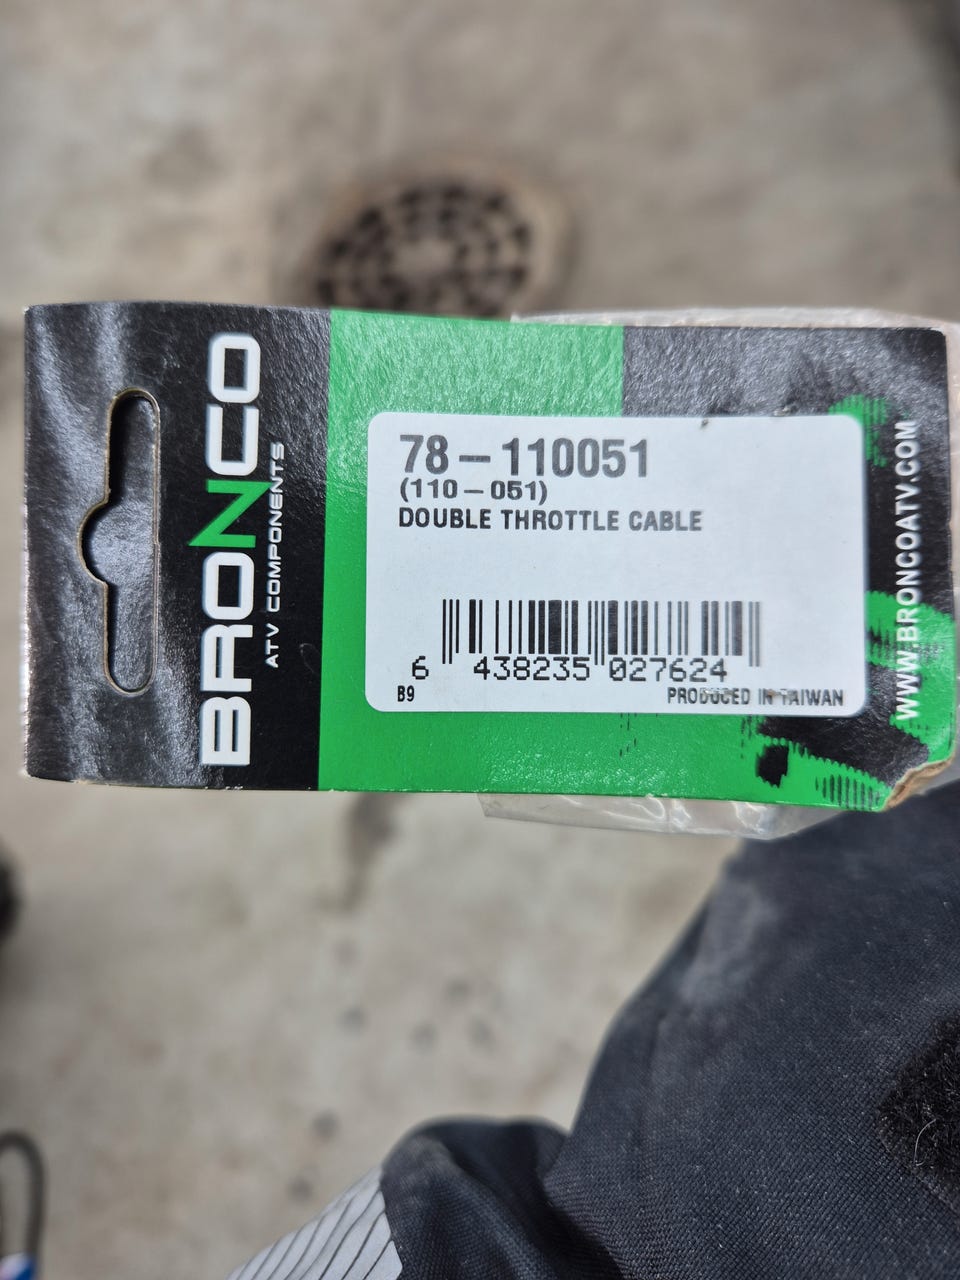 BRONCO
ATV COMPONENTS
78-110051
(110-051)
DOUBLE THROTTLE CABLE
6 438235 027624
B9 PRODUCED IN TAIWAN
WWW.BRONCOATV.COM